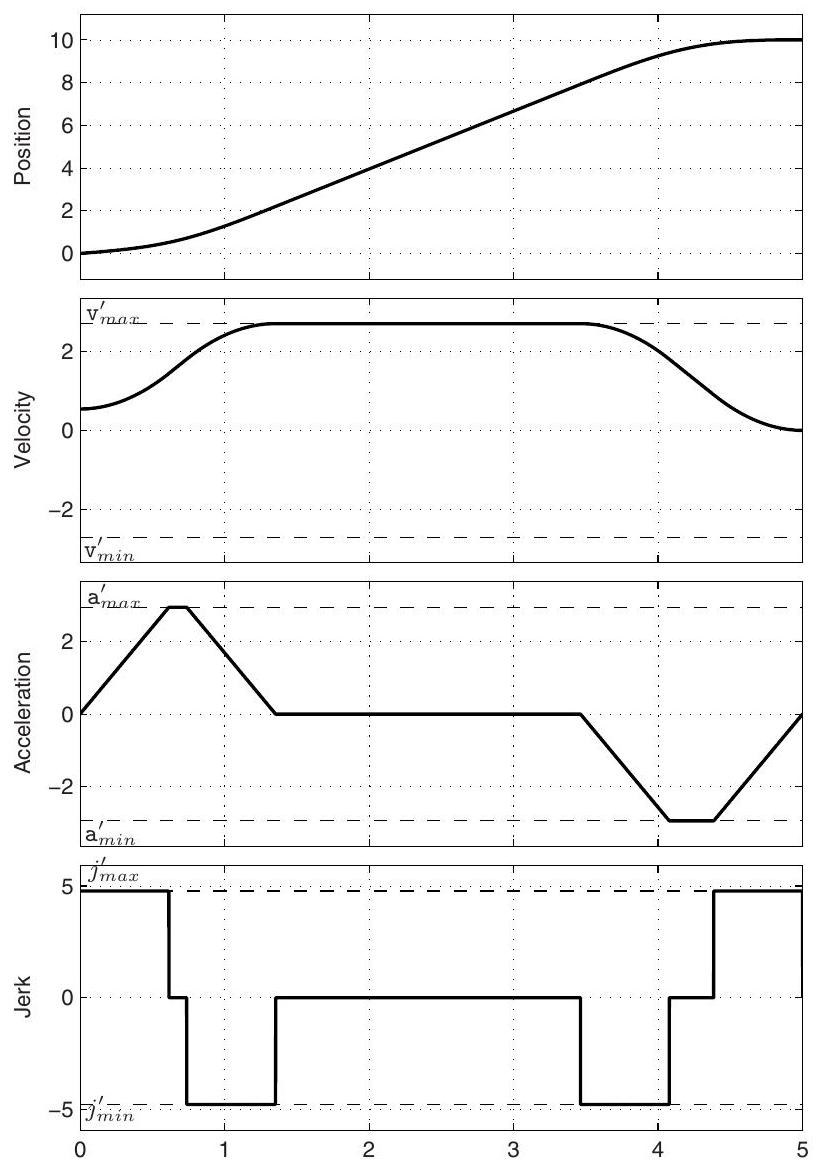 10
8
6
4
2
0
Position
v′max
2
0
−2
Velocity
v′min
a′max
2
0
−2
Acceleration
a′min
j′max
5
0
−5
Jerk
j′min
0 1 2 3 4 5